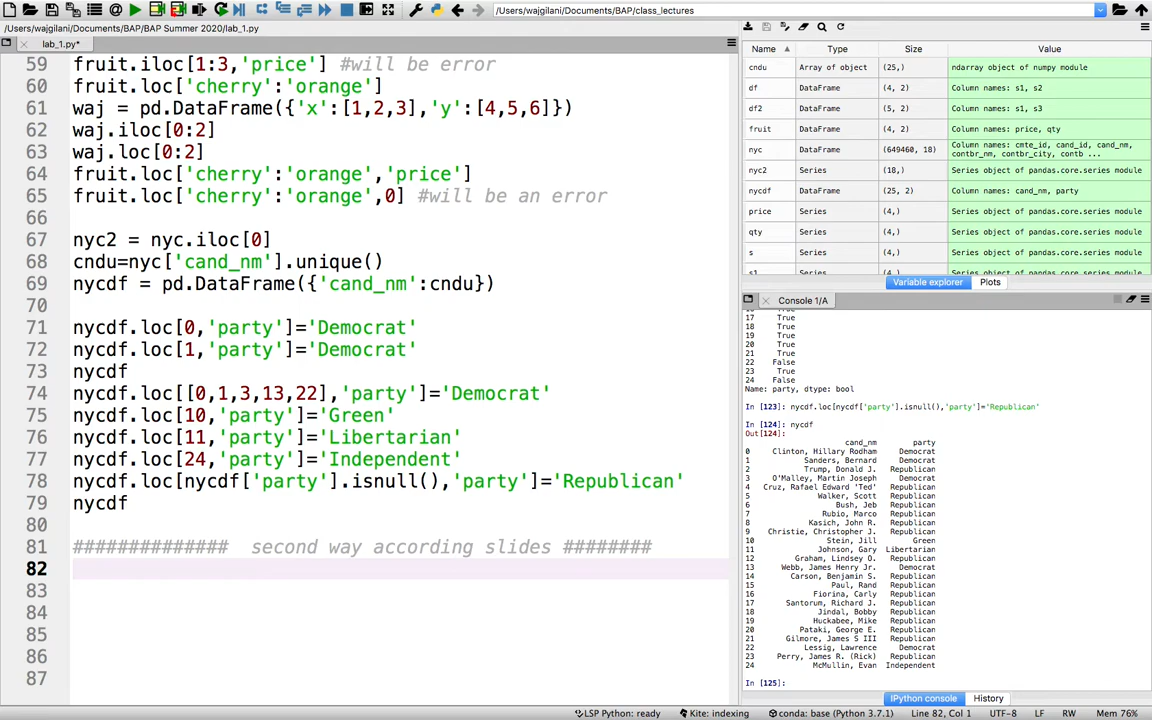 /Users/wajgilani/Documents/BAP/class_lectures
/Users/wajgilani/Documents/BAP/BAP Summer 2020/lab_1.py
lab_1.py*
59 fruit.iloc[1:3,'price'] #will be error
60 fruit.loc['cherry':'orange']
61 waj = pd.DataFrame({'x':[1,2,3],'y':[4,5,6]})
62 waj.iloc[0:2]
63 waj.loc[0:2]
64 fruit.loc['cherry':'orange','price']
65 fruit.loc['cherry':'orange',0] #will be an error
66
67 nyc2 = nyc.iloc[0]
68 cndu=nyc['cand_nm'].unique()
69 nycdf = pd.DataFrame({'cand_nm':cndu})
70
71 nycdf.loc[0,'party']='Democrat'
72 nycdf.loc[1,'party']='Democrat'
73 nycdf
74 nycdf.loc[[0,1,3,13,22],'party']='Democrat'
75 nycdf.loc[10,'party']='Green'
76 nycdf.loc[11,'party']='Libertarian'
77 nycdf.loc[24,'party']='Independent'
78 nycdf.loc[nycdf['party'].isnull(),'party']='Republican'
79 nycdf
80
81 ############## second way according slides ########
82
83
84
85
86
87
Name Type Size Value
cndu Array of object (25,) ndarray object of numpy module
df DataFrame (4, 2) Column names: s1, s2
df2 DataFrame (5, 2) Column names: s1, s3
fruit DataFrame (4, 2) Column names: price, qty
nyc DataFrame (649460, 18) Column names: cmte_id, cand_id, cand_nm,
contbr_nm, contbr_city, contb ...
nyc2 Series (18,) Series object of pandas.core.series module
nycdf DataFrame (25, 2) Column names: cand_nm, party
price Series (4,) Series object of pandas.core.series module
qty Series (4,) Series object of pandas.core.series module
s Series (4,) Series object of pandas.core.series module
s1 Series (4,) Series object of pandas.core.series module
Variable explorer Plots
Console 1/A
16 True
17 True
18 True
19 True
20 True
21 True
22 False
23 True
24 False
Name: party, dtype: bool
In [123]: nycdf.loc[nycdf['party'].isnull(),'party']='Republican'
In [124]: nycdf
Out[124]:
cand_nm party
0 Clinton, Hillary Rodham Democrat
1 Sanders, Bernard Democrat
2 Trump, Donald J. Republican
3 O'Malley, Martin Joseph Democrat
4 Cruz, Rafael Edward 'Ted' Republican
5 Walker, Scott Republican
6 Bush, Jeb Republican
7 Rubio, Marco Republican
8 Kasich, John R. Republican
9 Christie, Christopher J. Republican
10 Stein, Jill Green
11 Johnson, Gary Libertarian
12 Graham, Lindsey O. Republican
13 Webb, James Henry Jr. Democrat
14 Carson, Benjamin S. Republican
15 Paul, Rand Republican
16 Fiorina, Carly Republican
17 Santorum, Richard J. Republican
18 Jindal, Bobby Republican
19 Huckabee, Mike Republican
20 Pataki, George E. Republican
21 Gilmore, James S III Republican
22 Lessig, Lawrence Democrat
23 Perry, James R. (Rick) Republican
24 McMullin, Evan Independent
In [125]:
IPython console History
LSP Python: ready Kite: indexing conda: base (Python 3.7.1) Line 82, Col 1 UTF-8 LF RW Mem 76%